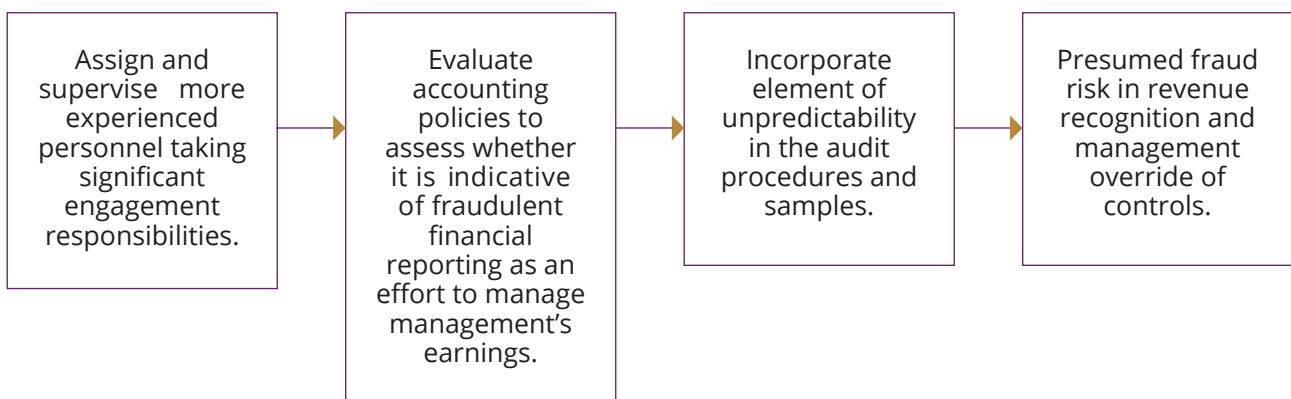 Assign and
supervise more
experienced
personnel taking
significant
engagement
responsibilities.
Evaluate
accounting
policies to
assess whether
it is indicative
of fraudulent
financial
reporting as an
effort to manage
management’s
earnings.
Incorporate
element of
unpredictability
in the audit
procedures and
samples.
Presumed fraud
risk in revenue
recognition and
management
override of
controls.